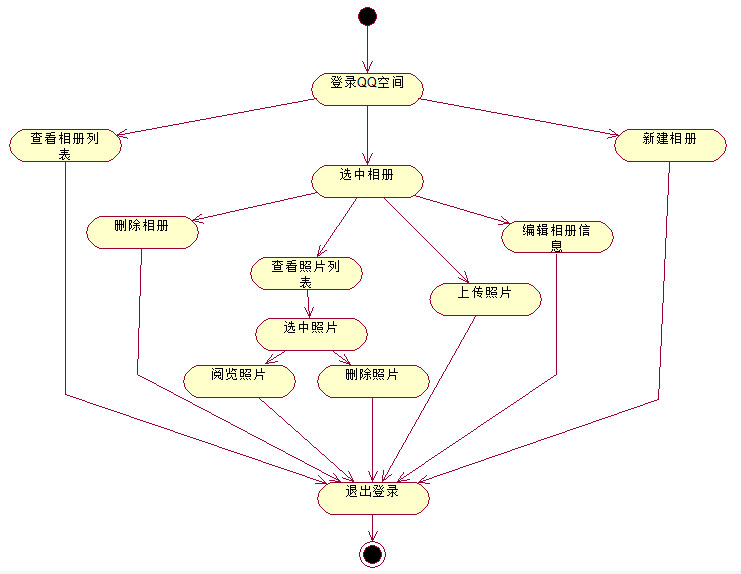 登录QQ空间
查看相册列
表
新建相册
选中相册
删除相册
编辑相册信
息
查看照片列
表
上传照片
选中照片
阅览照片
删除照片
退出登录